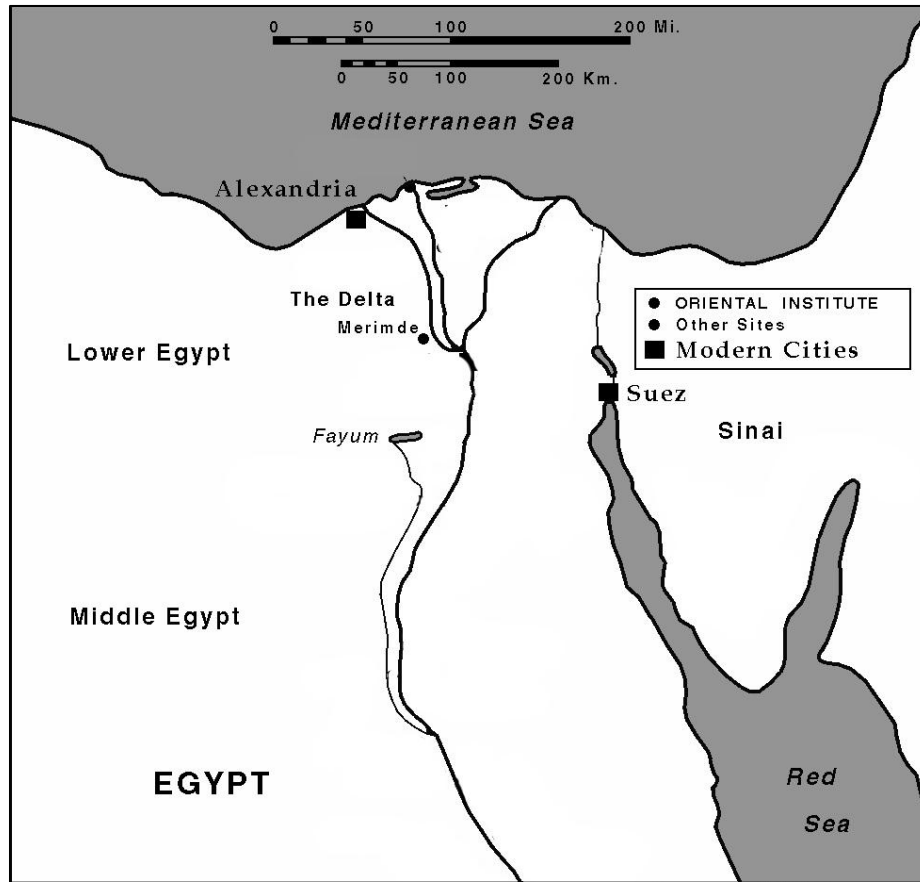 0 50 100 200 Mi.
0 50 100 200 Km.
Mediterranean Sea
Alexandria
The Delta
Merimde
Lower Egypt
ORIENTAL INSTITUTE
Other Sites
Modern Cities
Suez
Sinai
Fayum
Middle Egypt
EGYPT
Red
Sea